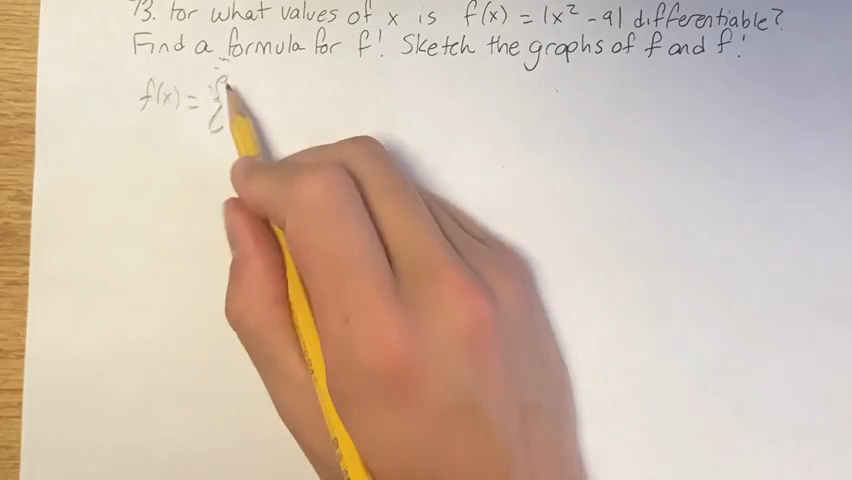 73. For what values of x is f(x) = |x² - 9| differentiable?
Find a formula for f'. Sketch the graphs of f and f'.
f(x) = {